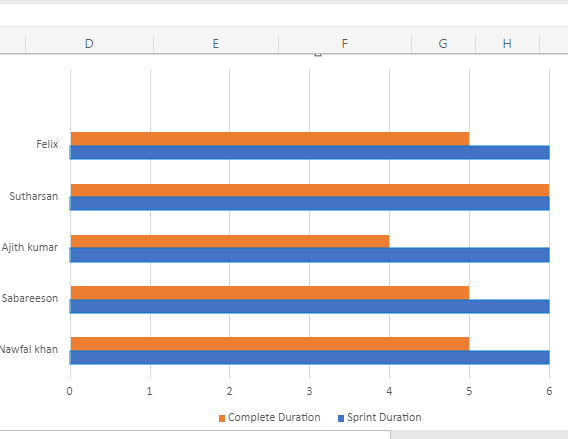 D E F G H
Felix
Sutharsan
Ajith kumar
Sabareeson
Nawfal khan
0 1 2 3 4 5 6
Complete Duration Sprint Duration